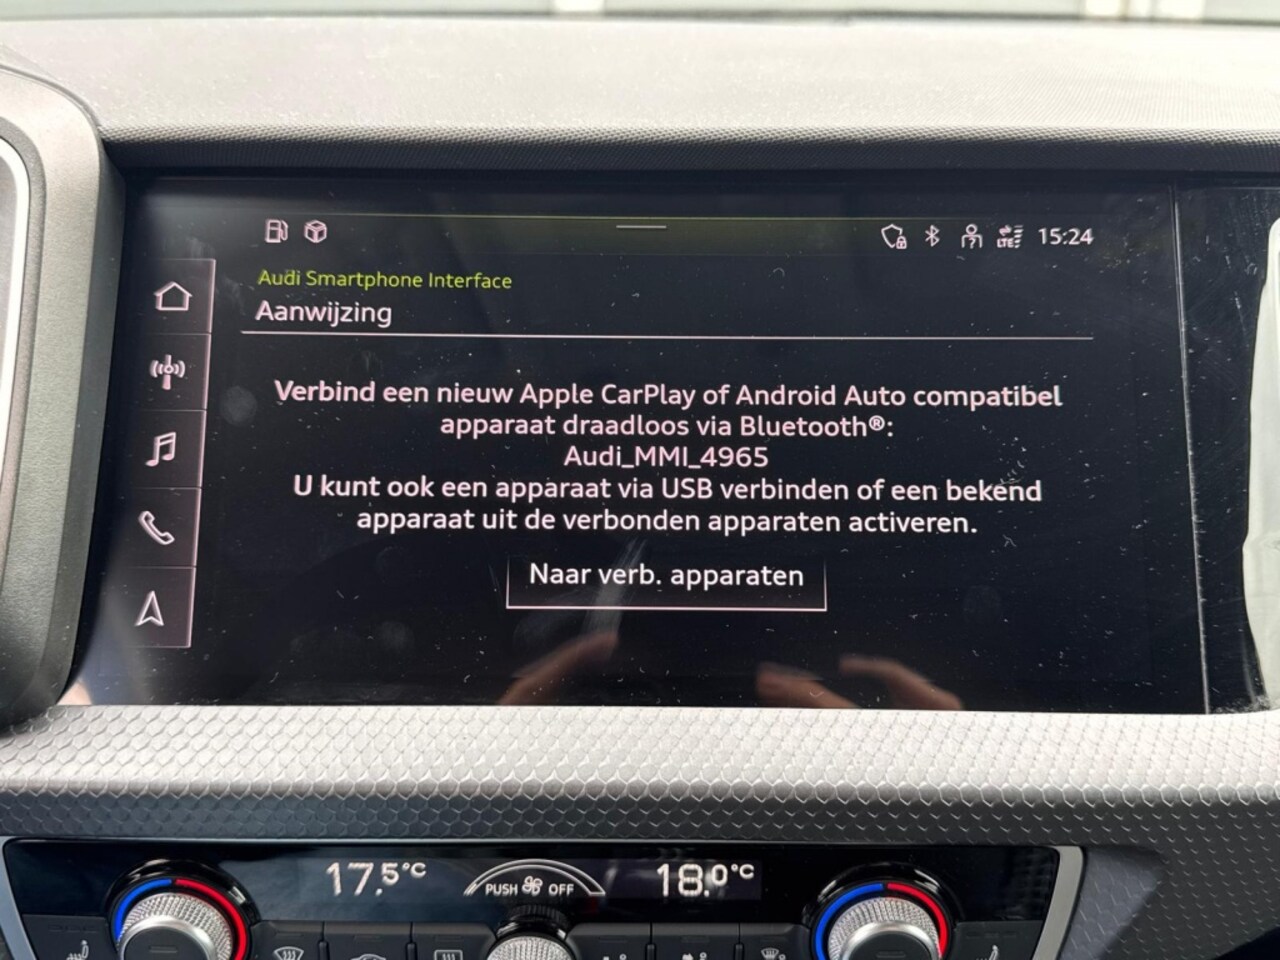 LTE 15:24
Audi Smartphone Interface
Aanwijzing
Verbind een nieuw Apple CarPlay of Android Auto compatibel
apparaat draadloos via Bluetooth®:
Audi_MMI_4965
U kunt ook een apparaat via USB verbinden of een bekend
apparaat uit de verbonden apparaten activeren.
Naar verb. apparaten
17.5°C PUSH OFF 18.0°C